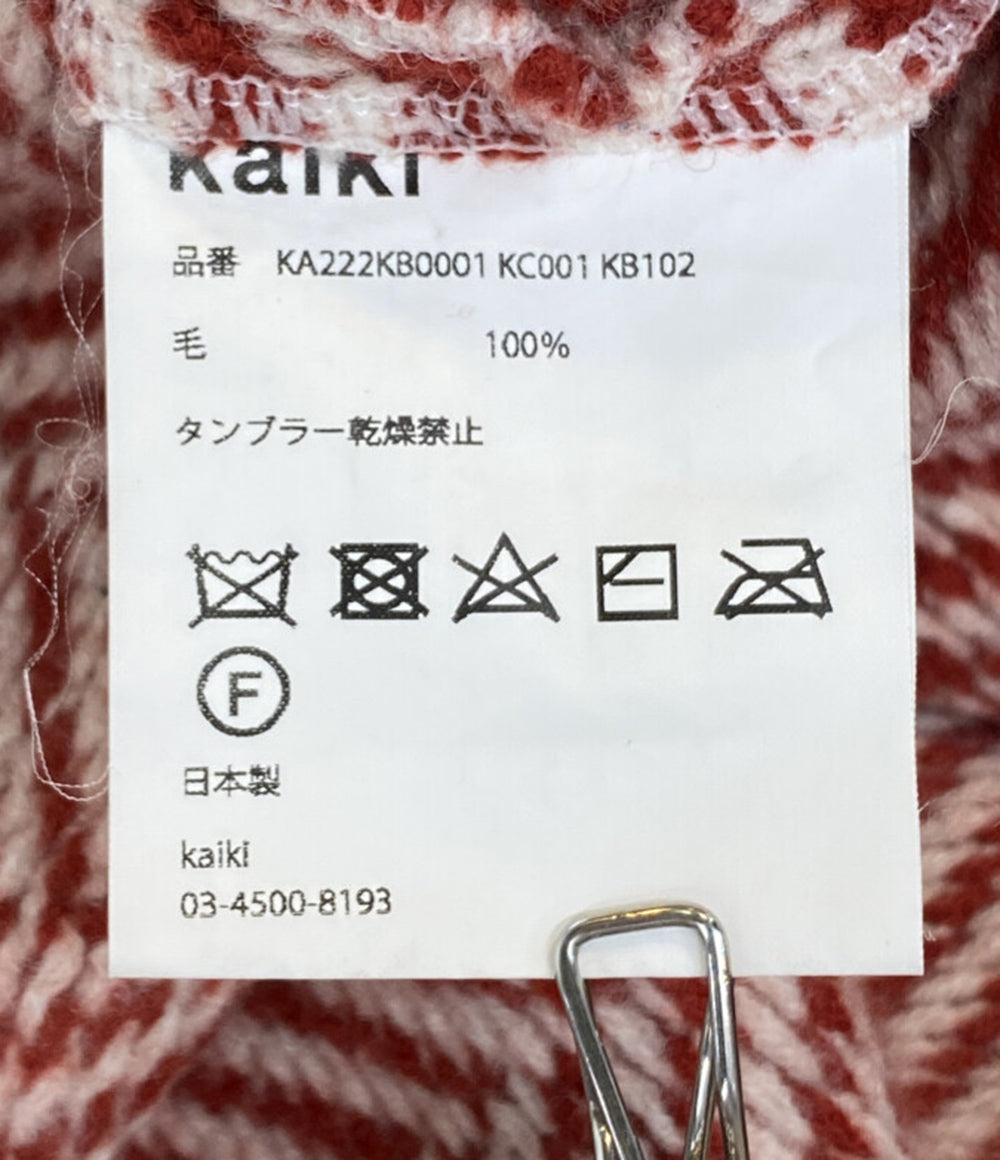 kaiki
品番 KA222KB0001 KC001 KB102
毛 100%
タンブラー乾燥禁止
F
日本製
kaiki
03-4500-8193